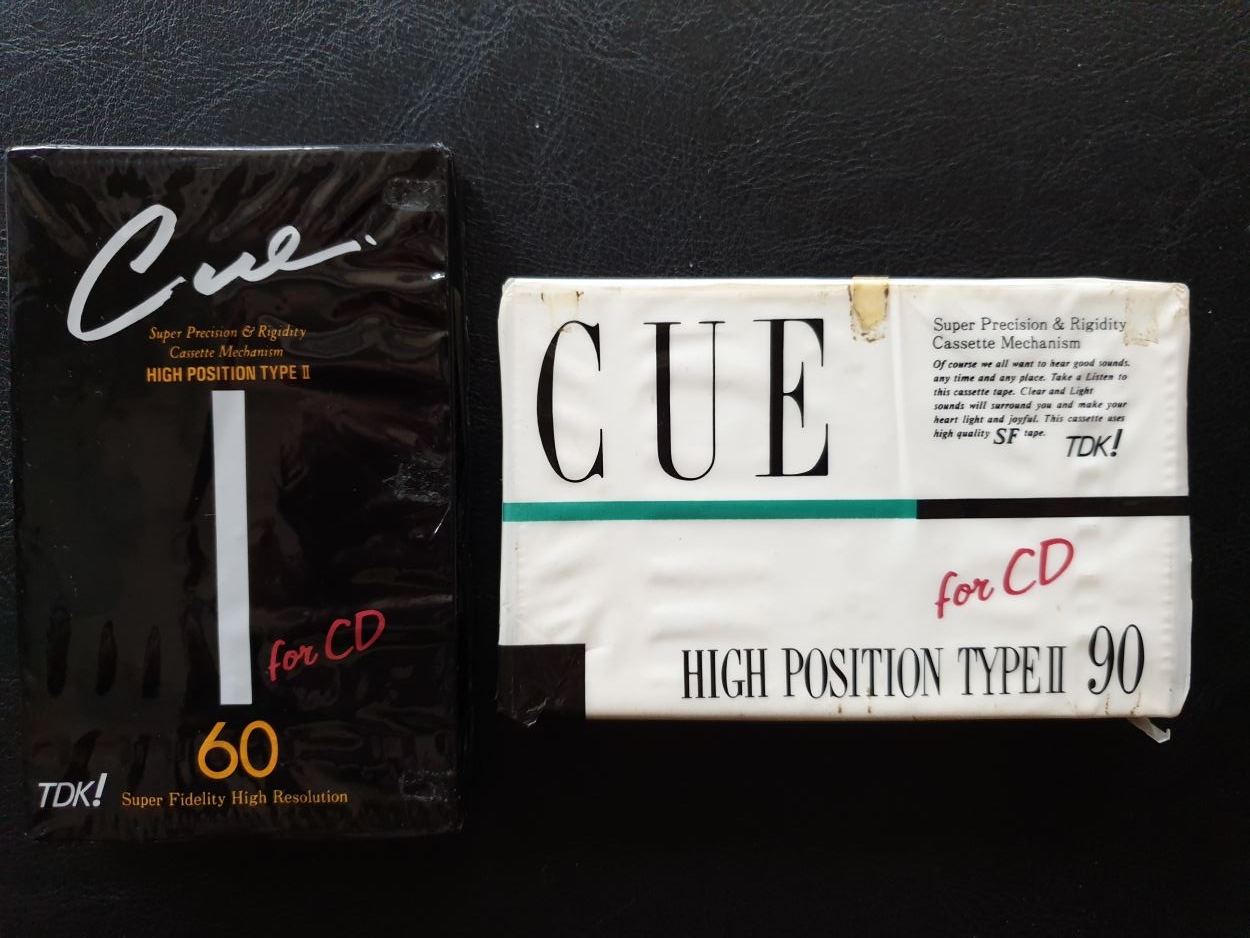 Cue.
Super Precision & Rigidity
Cassette Mechanism
HIGH POSITION TYPE II
for CD
60
TDK!
Super Fidelity High Resolution
CUE
Super Precision & Rigidity
Cassette Mechanism
Of course we all want to hear good sounds.
any time and any place. Take a Listen to
this cassette tape. Clear and Light
sounds will surround you and make your
heart light and joyful. This cassette uses
high quality SF tape.
TDK!
for CD
HIGH POSITION TYPE II 90